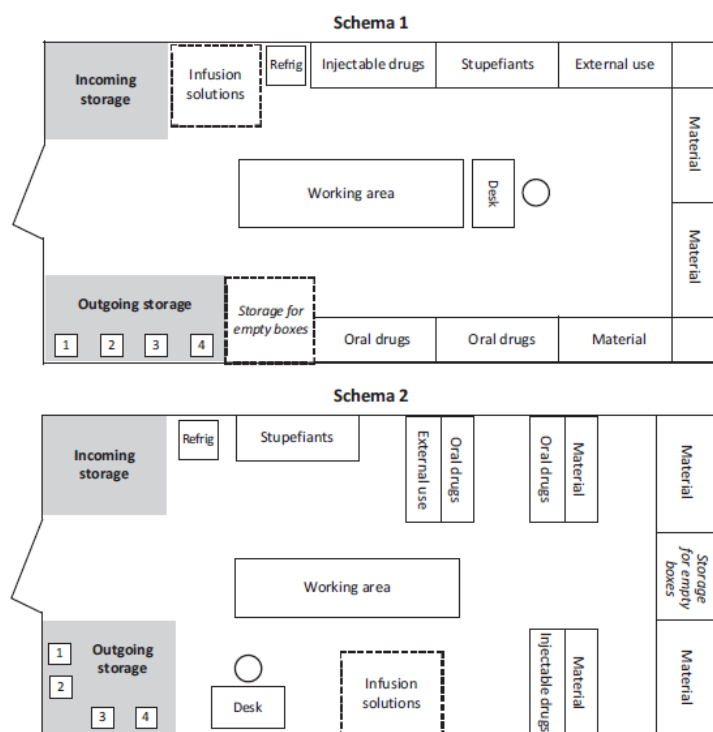 Schema 1
Incoming
storage
Infusion
solutions
Refrig
Injectable drugs
Stupefiants
External use
Material
Working area
Desk
Material
Outgoing storage
1
2
3
4
Storage for
empty boxes
Oral drugs
Oral drugs
Material
Schema 2
Incoming
storage
Refrig
Stupefiants
External use
Oral drugs
Oral drugs
Material
Material
Working area
Storage
for empty
boxes
1
2
Outgoing
storage
3
4
Desk
Infusion
solutions
Injectable drugs
Material
Material